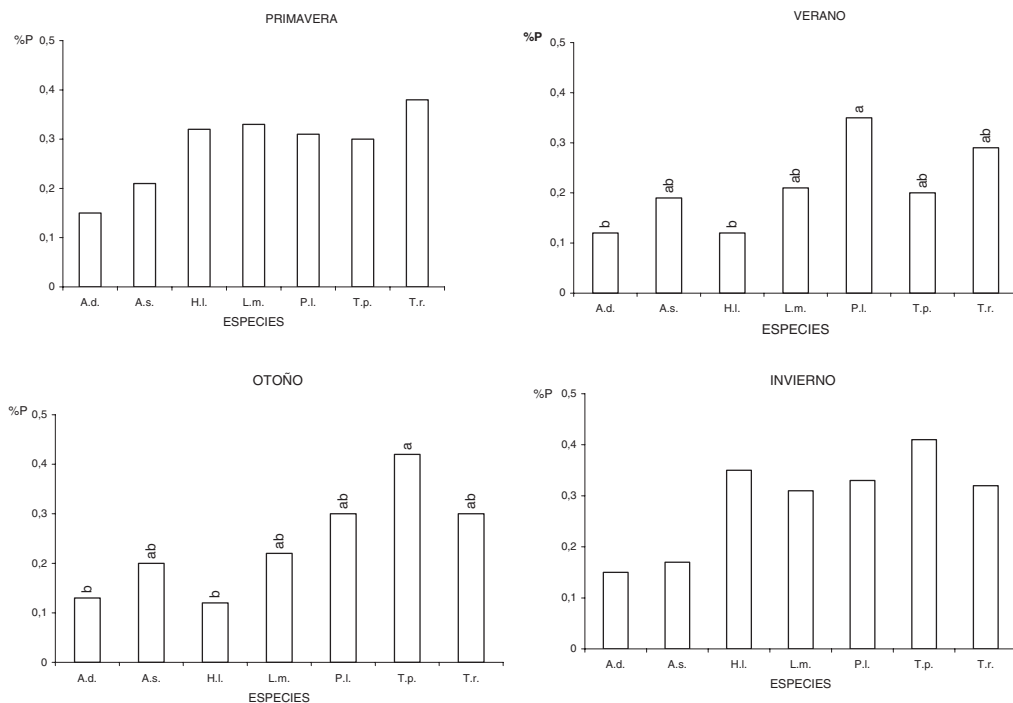 PRIMAVERA
%P
0,5
0,4
0,3
0,2
0,1
0
A.d. A.s. H.l. L.m. P.l. T.p. T.r.
ESPECIES
VERANO
%P
0,5
0,4
0,3
0,2
0,1
0
b ab b ab a ab ab
A.d. A.s. H.l. L.m. P.l. T.p. T.r.
ESPECIES
OTOÑO
%P
0,5
0,4
0,3
0,2
0,1
0
b ab b ab ab a ab
A.d. A.s. H.l. L.m. P.l. T.p. T.r.
ESPECIES
INVIERNO
%P
0,5
0,4
0,3
0,2
0,1
0
A.d. A.s. H.l. L.m. P.l. T.p. T.r.
ESPECIES